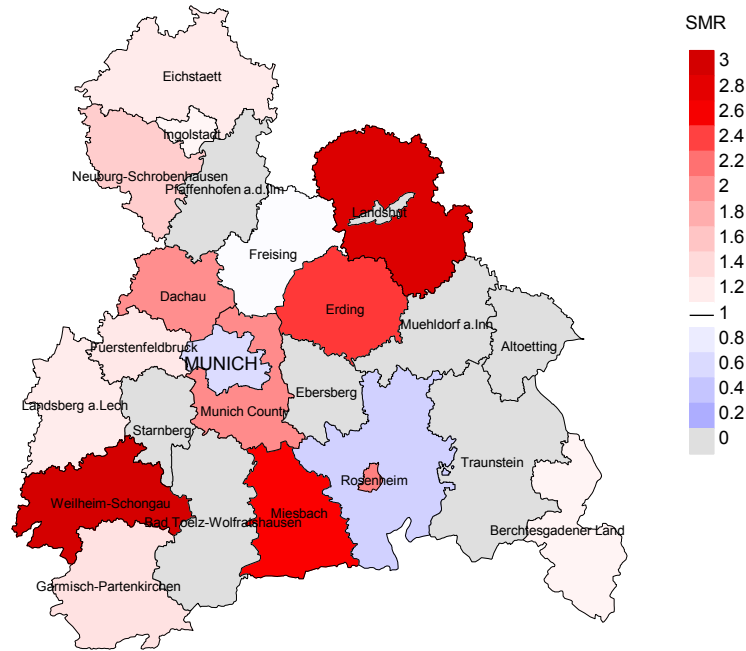 SMR
3
2.8
2.6
2.4
2.2
2
1.8
1.6
1.4
1.2
1
0.8
0.6
0.4
0.2
0
Eichstaett
Ingolstadt
Neuburg-Schrobenhausen
Pfaffenhofen a.d.Ilm
Landshut
Freising
Dachau
Erding
Muehldorf a.Inn
Altoetting
Fuerstenfeldbruck
MUNICH
Ebersberg
Landsberg a.Lech
Munich County
Starnberg
Traunstein
Rosenheim
Weilheim-Schongau
Miesbach
Bad Toelz-Wolfratshausen
Berchtesgadener Land
Garmisch-Partenkirchen